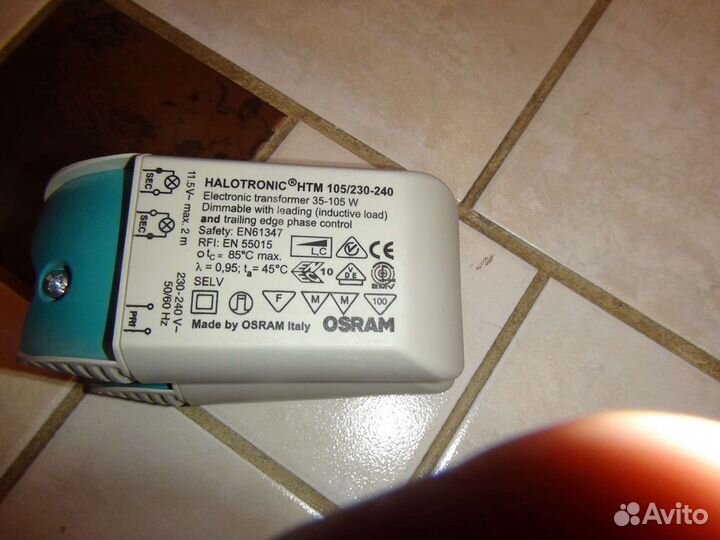 HALOTRONIC®HTM 105/230-240
Electronic transformer 35-105 W
Dimmable with leading (inductive load)
and trailing edge phase control
Safety: EN61347
RFI: EN 55015
tc = 85°C max.
λ = 0,95; ta = 45°C
SELV
L,C
10
VDE
EMV
F
M
M
100
Made by OSRAM Italy
OSRAM
11.5V~ max. 2 m
SEC
SEC
230-240 V~
50/60 Hz
PRI
Avito